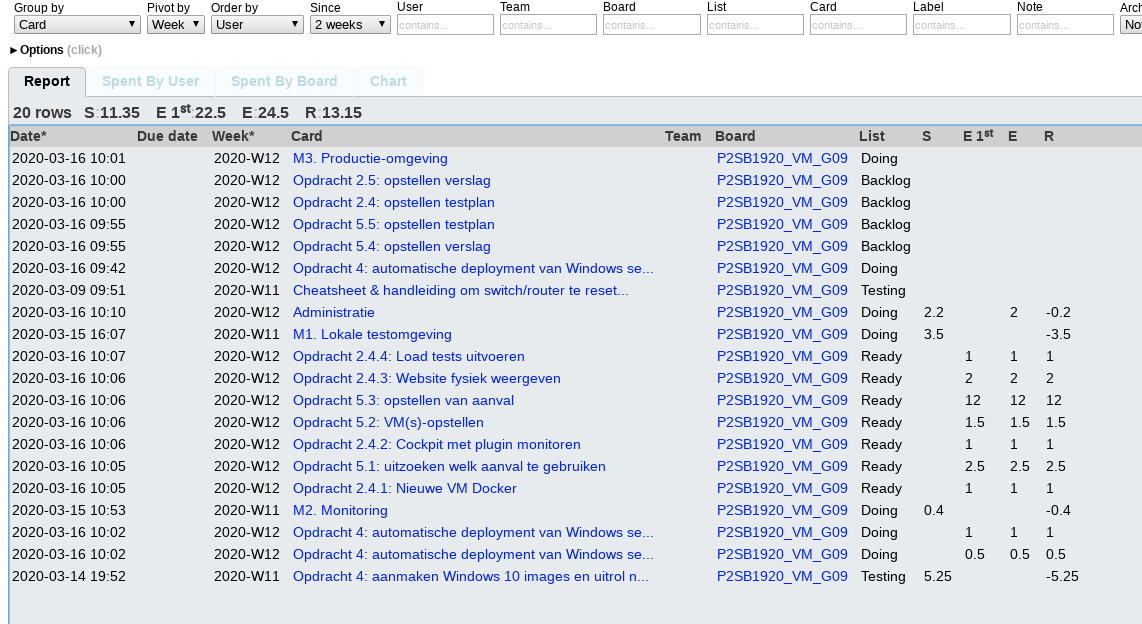 Group by Pivot by Order by Since User Team Board List Card Label Note Arch
Card Week User 2 weeks contains... contains... contains... contains... contains... contains... contains... Not
►Options (click)
Report Spent By User Spent By Board Chart
20 rows S:11.35 E 1st:22.5 E:24.5 R:13.15
Date* Due date Week* Card Team Board List S E 1st E R
2020-03-16 10:01 2020-W12 M3. Productie-omgeving P2SB1920_VM_G09 Doing
2020-03-16 10:00 2020-W12 Opdracht 2.5: opstellen verslag P2SB1920_VM_G09 Backlog
2020-03-16 10:00 2020-W12 Opdracht 2.4: opstellen testplan P2SB1920_VM_G09 Backlog
2020-03-16 09:55 2020-W12 Opdracht 5.5: opstellen testplan P2SB1920_VM_G09 Backlog
2020-03-16 09:55 2020-W12 Opdracht 5.4: opstellen verslag P2SB1920_VM_G09 Backlog
2020-03-16 09:42 2020-W12 Opdracht 4: automatische deployment van Windows se... P2SB1920_VM_G09 Doing
2020-03-09 09:51 2020-W11 Cheatsheet & handleiding om switch/router te reset... P2SB1920_VM_G09 Testing
2020-03-16 10:10 2020-W12 Administratie P2SB1920_VM_G09 Doing 2.2 2 -0.2
2020-03-15 16:07 2020-W11 M1. Lokale testomgeving P2SB1920_VM_G09 Doing 3.5 -3.5
2020-03-16 10:07 2020-W12 Opdracht 2.4.4: Load tests uitvoeren P2SB1920_VM_G09 Ready 1 1 1
2020-03-16 10:06 2020-W12 Opdracht 2.4.3: Website fysiek weergeven P2SB1920_VM_G09 Ready 2 2 2
2020-03-16 10:06 2020-W12 Opdracht 5.3: opstellen van aanval P2SB1920_VM_G09 Ready 12 12 12
2020-03-16 10:06 2020-W12 Opdracht 5.2: VM(s)-opstellen P2SB1920_VM_G09 Ready 1.5 1.5 1.5
2020-03-16 10:06 2020-W12 Opdracht 2.4.2: Cockpit met plugin monitoren P2SB1920_VM_G09 Ready 1 1 1
2020-03-16 10:05 2020-W12 Opdracht 5.1: uitzoeken welk aanval te gebruiken P2SB1920_VM_G09 Ready 2.5 2.5 2.5
2020-03-16 10:05 2020-W12 Opdracht 2.4.1: Nieuwe VM Docker P2SB1920_VM_G09 Ready 1 1 1
2020-03-15 10:53 2020-W11 M2. Monitoring P2SB1920_VM_G09 Doing 0.4 -0.4
2020-03-16 10:02 2020-W12 Opdracht 4: automatische deployment van Windows se... P2SB1920_VM_G09 Doing 1 1 1
2020-03-16 10:02 2020-W12 Opdracht 4: automatische deployment van Windows se... P2SB1920_VM_G09 Doing 0.5 0.5 0.5
2020-03-14 19:52 2020-W11 Opdracht 4: aanmaken Windows 10 images en uitrol n... P2SB1920_VM_G09 Testing 5.25 -5.25